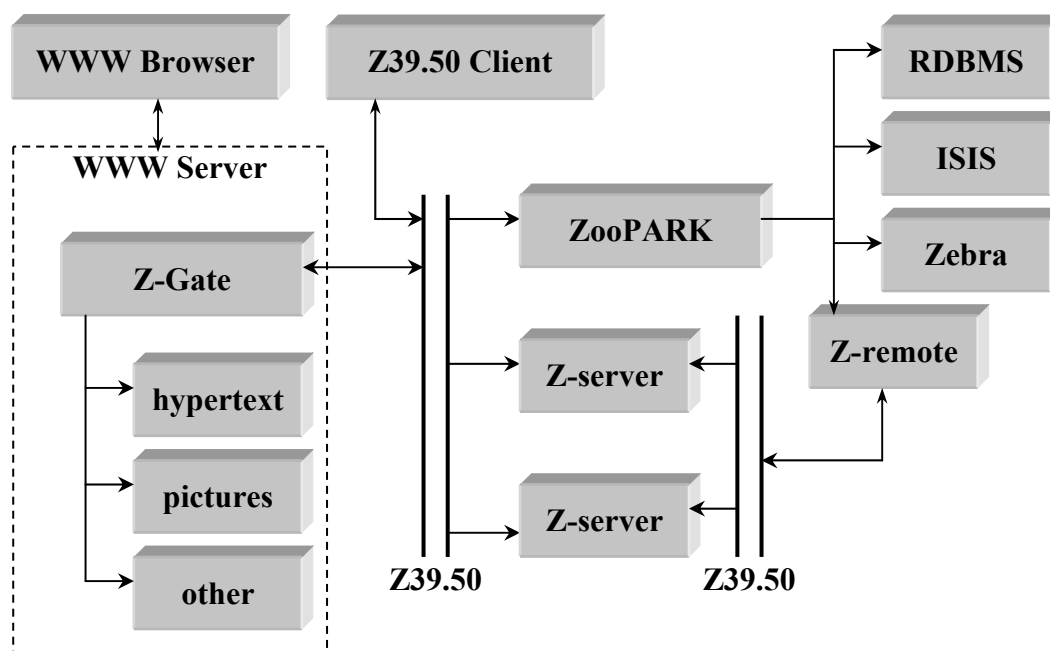 WWW Browser
Z39.50 Client
RDBMS
WWW Server
ISIS
ZooPARK
Zebra
Z-Gate
Z-server
Z-remote
hypertext
pictures
Z-server
other
Z39.50
Z39.50